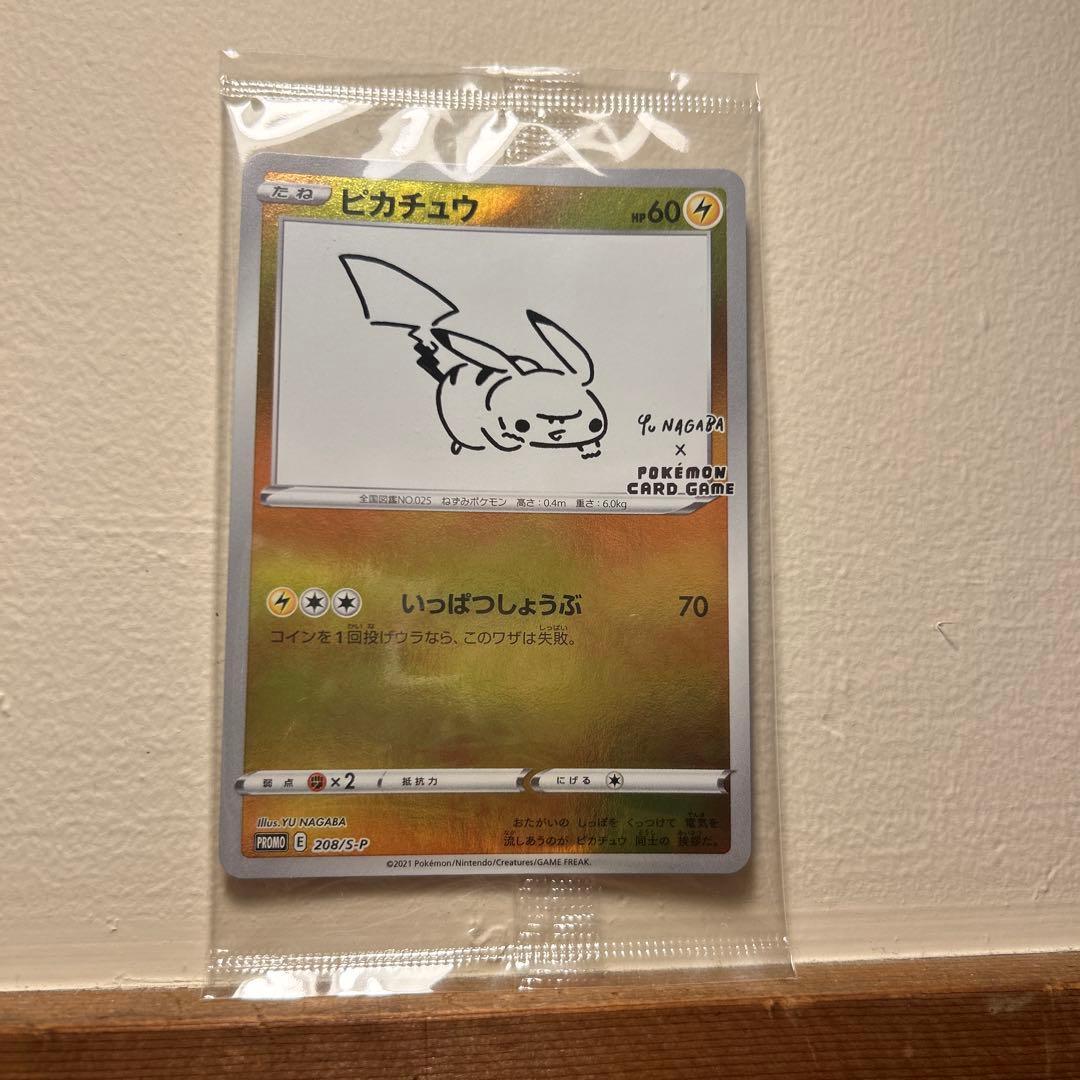 たね ピカチュウ HP60
Yu NAGABA
×
POKÉMON
CARD GAME
全国図鑑NO.025 ねずみポケモン 高さ:0.4m 重さ:6.0kg
いっぱつしょうぶ 70
コインを1回投げウラなら、このワザは失敗。
弱点 ×2 抵抗力 にげる
Illus.YU NAGABA
おたがいの しっぽを くっつけて 電気を
流しあうのが ピカチュウ 同士の 挨拶だ。
PROMO E 208/S-P
©2021 Pokémon/Nintendo/Creatures/GAME FREAK.